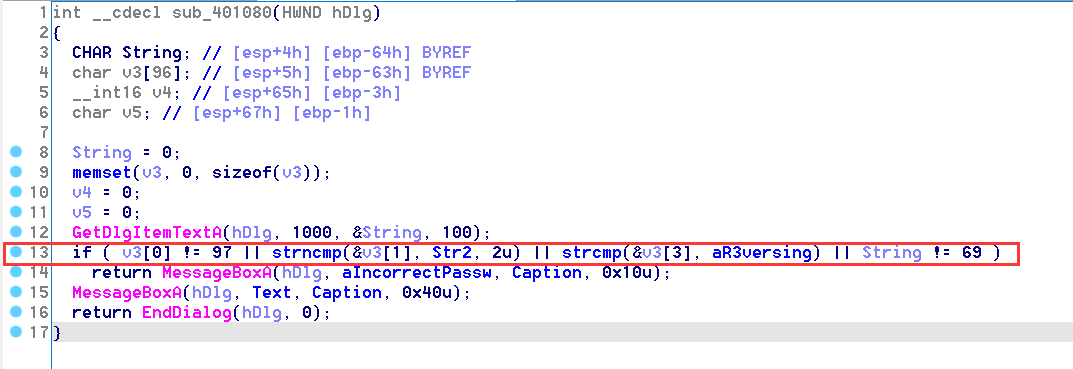 1 int __cdecl sub_401080(HWND hDlg)
2 {
3 CHAR String; // [esp+4h] [ebp-64h] BYREF
4 char v3[96]; // [esp+5h] [ebp-63h] BYREF
5 __int16 v4; // [esp+65h] [ebp-3h]
6 char v5; // [esp+67h] [ebp-1h]
7
8 String = 0;
9 memset(v3, 0, sizeof(v3));
10 v4 = 0;
11 v5 = 0;
12 GetDlgItemTextA(hDlg, 1000, &String, 100);
13 if ( v3[0] != 97 || strncmp(&v3[1], Str2, 2u) || strcmp(&v3[3], aR3versing) || String != 69 )
14 return MessageBoxA(hDlg, aIncorrectPassw, Caption, 0x10u);
15 MessageBoxA(hDlg, Text, Caption, 0x40u);
16 return EndDialog(hDlg, 0);
17 }